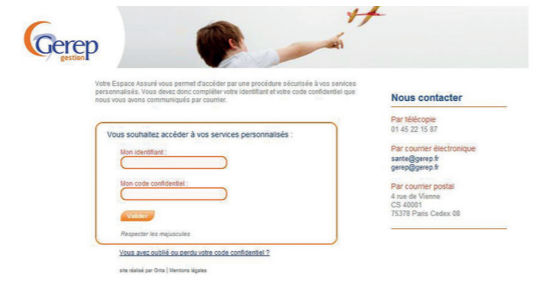 Gerep
gestion
Votre Espace Assuré vous permet d'accéder par une procédure sécurisée à vos services
personnalisés. Vous devez donc compléter votre identifiant et votre code confidentiel que
nous vous avons communiqués par courrier.
Vous souhaitez accéder à vos services personnalisés :
Mon identifiant :
Mon code confidentiel :
Valider
Respecter les majuscules
Vous avez oublié ou perdu votre code confidentiel ?
site réalisé par Orna | Mentions légales
Nous contacter
Par télécopie
01 45 22 15 87
Par courrier électronique
sante@gerep.fr
gerep@gerep.fr
Par courrier postal
4 rue de Vienne
CS 40001
75378 Paris Cedex 08